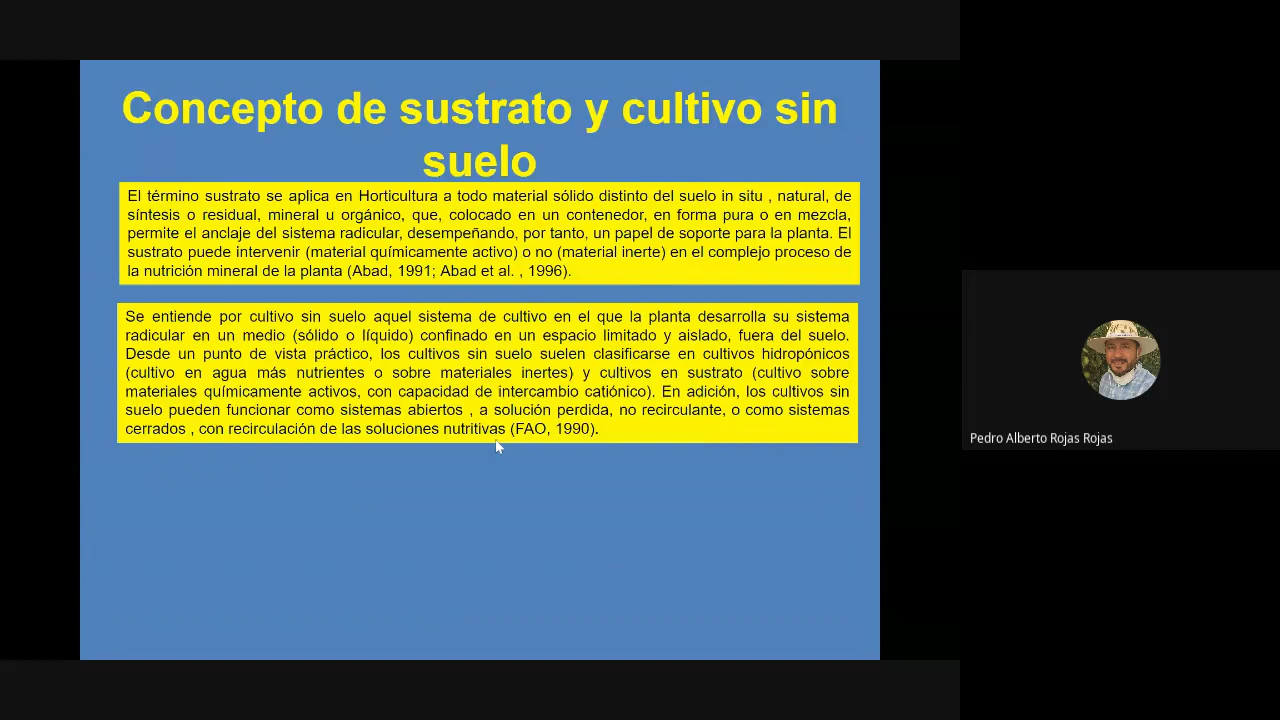 Concepto de sustrato y cultivo sin
suelo
El término sustrato se aplica en Horticultura a todo material sólido distinto del suelo in situ , natural, de
síntesis o residual, mineral u orgánico, que, colocado en un contenedor, en forma pura o en mezcla,
permite el anclaje del sistema radicular, desempeñando, por tanto, un papel de soporte para la planta. El
sustrato puede intervenir (material químicamente activo) o no (material inerte) en el complejo proceso de
la nutrición mineral de la planta (Abad, 1991; Abad et al. , 1996).
Se entiende por cultivo sin suelo aquel sistema de cultivo en el que la planta desarrolla su sistema
radicular en un medio (sólido o líquido) confinado en un espacio limitado y aislado, fuera del suelo.
Desde un punto de vista práctico, los cultivos sin suelo suelen clasificarse en cultivos hidropónicos
(cultivo en agua más nutrientes o sobre materiales inertes) y cultivos en sustrato (cultivo sobre
materiales químicamente activos, con capacidad de intercambio catiónico). En adición, los cultivos sin
suelo pueden funcionar como sistemas abiertos , a solución perdida, no recirculante, o como sistemas
cerrados , con recirculación de las soluciones nutritivas (FAO, 1990).
Pedro Alberto Rojas Rojas